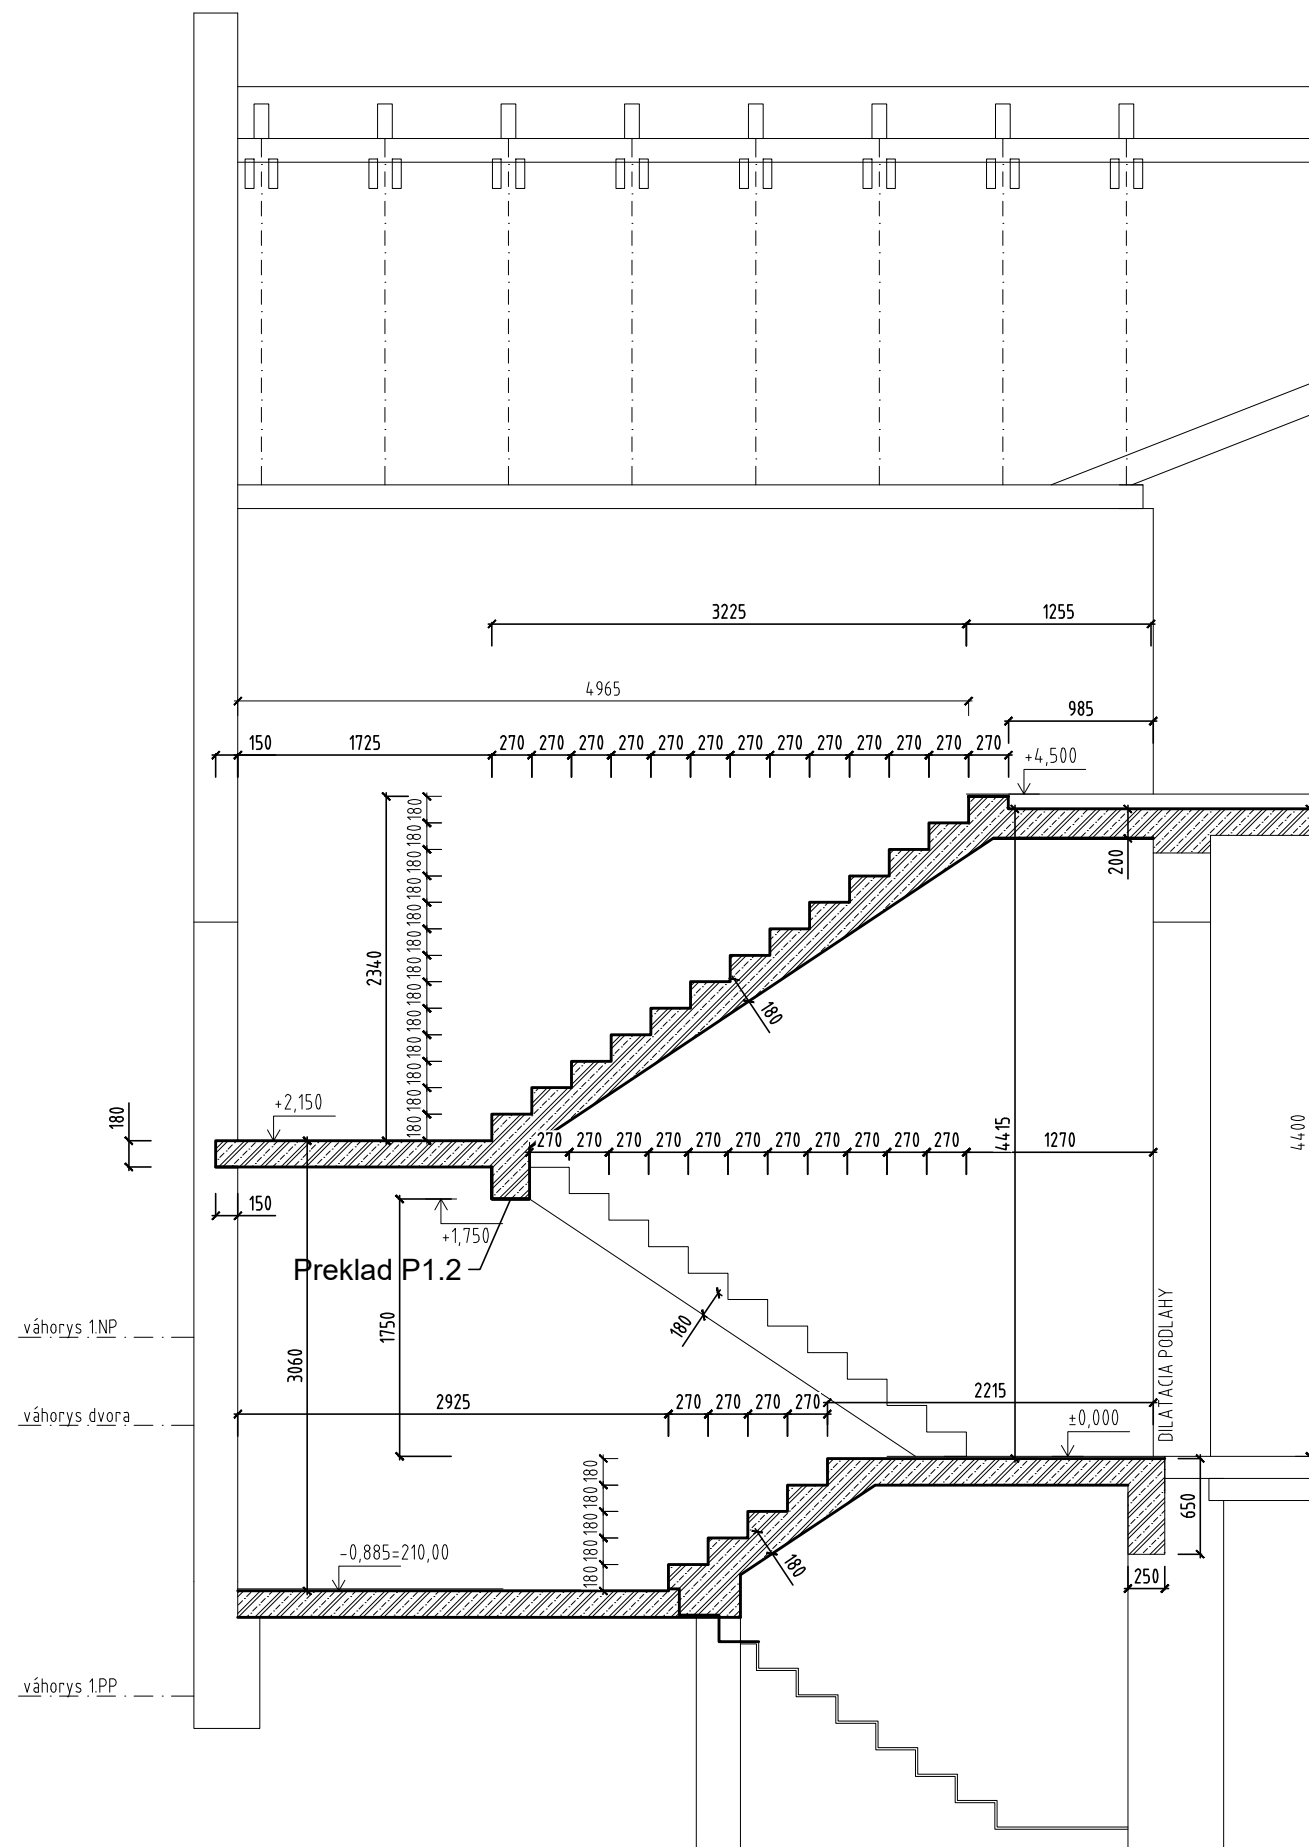 3225 1255
4965
985
150 1725 270 270 270 270 270 270 270 270 270 270 270 270 270
+4,500
180 180 180 180 180 180 180 180 180 180 180 180 180
2340
200
180
+2,150
180
270 270 270 270 270 270 270 270 270 270 270 1270
4415
4400
150
+1,750
Preklad P1.2
180
váhorys 1.NP
1750
3060
DILATACIA PODLAHY
2215
2925 270 270 270 270
váhorys dvora
±0,000
180 180 180 180 180
650
-0,885=210,00
180
250
váhorys 1.PP